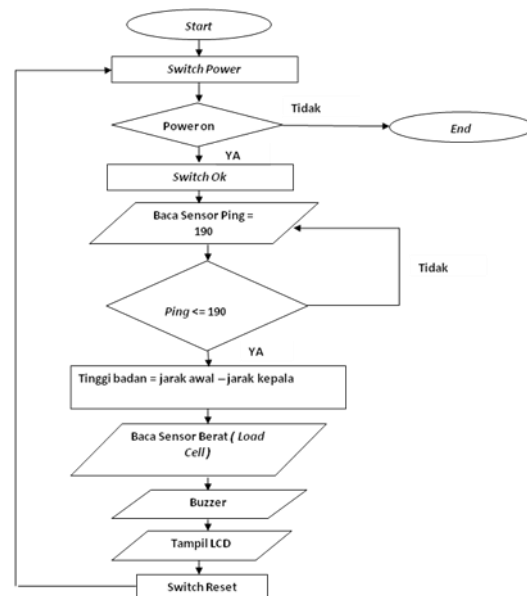 Start
Switch Power
Tidak
Power on
End
YA
Switch Ok
Baca Sensor Ping =
190
Tidak
Ping <= 190
YA
Tinggi badan = jarak awal – jarak kepala
Baca Sensor Berat ( Load
Cell )
Buzzer
Tampil LCD
Switch Reset